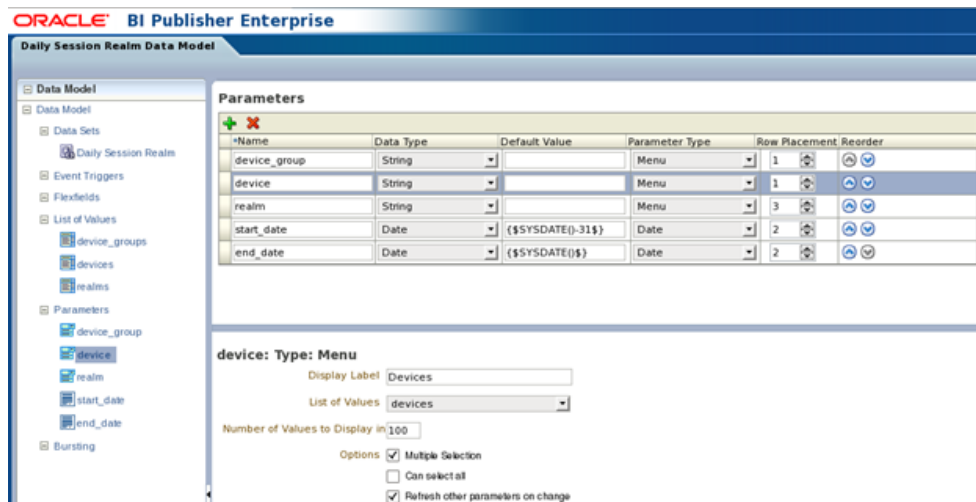 ORACLE BI Publisher Enterprise
Daily Session Realm Data Model
Data Model
Data Model
Data Sets
Daily Session Realm
Event Triggers
Flexfields
List of Values
device_groups
devices
realms
Parameters
device_group
device
realm
start_date
end_date
Bursting
Parameters
*Name Data Type Default Value Parameter Type Row Placement Reorder
device_group String Menu 1
device String Menu 1
realm String Menu 3
start_date Date {$SYSDATE()-31$} Date 2
end_date Date {$SYSDATE()$} Date 2
device: Type: Menu
Display Label Devices
List of Values devices
Number of Values to Display in 100
Options Multiple Selection
Can select all
Refresh other parameters on change